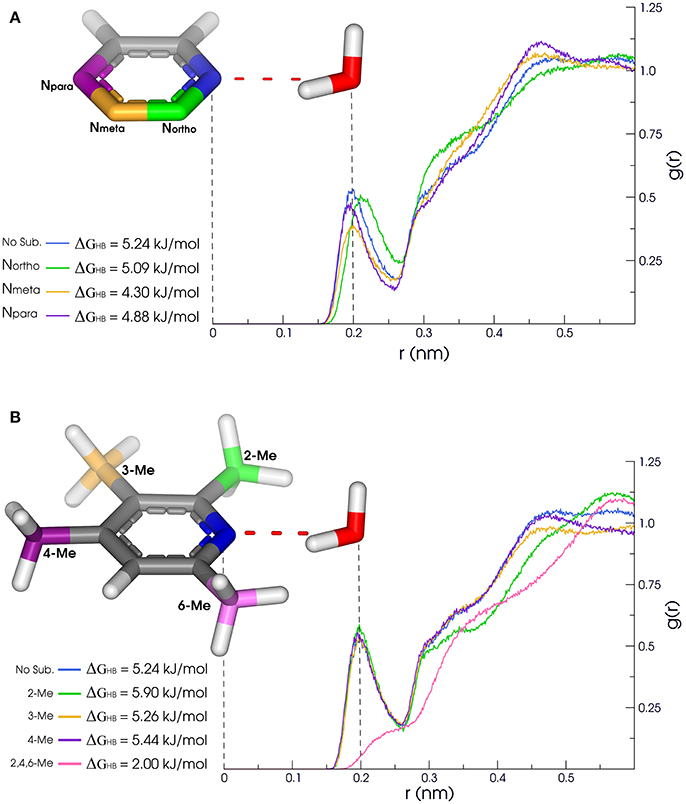 A
Npara
Nmeta
Northo
1.25
1.0
0.75
0.5
0.25
g(r)
No Sub. ΔGHB = 5.24 kJ/mol
Northo ΔGHB = 5.09 kJ/mol
Nmeta ΔGHB = 4.30 kJ/mol
Npara ΔGHB = 4.88 kJ/mol
0 0.1 0.2 0.3 0.4 0.5
r (nm)
B
3-Me
2-Me
4-Me
6-Me
1.25
1.0
0.75
0.5
0.25
0
g(r)
No Sub. ΔGHB = 5.24 kJ/mol
2-Me ΔGHB = 5.90 kJ/mol
3-Me ΔGHB = 5.26 kJ/mol
4-Me ΔGHB = 5.44 kJ/mol
2,4,6-Me ΔGHB = 2.00 kJ/mol
0 0.1 0.2 0.3 0.4 0.5
r (nm)